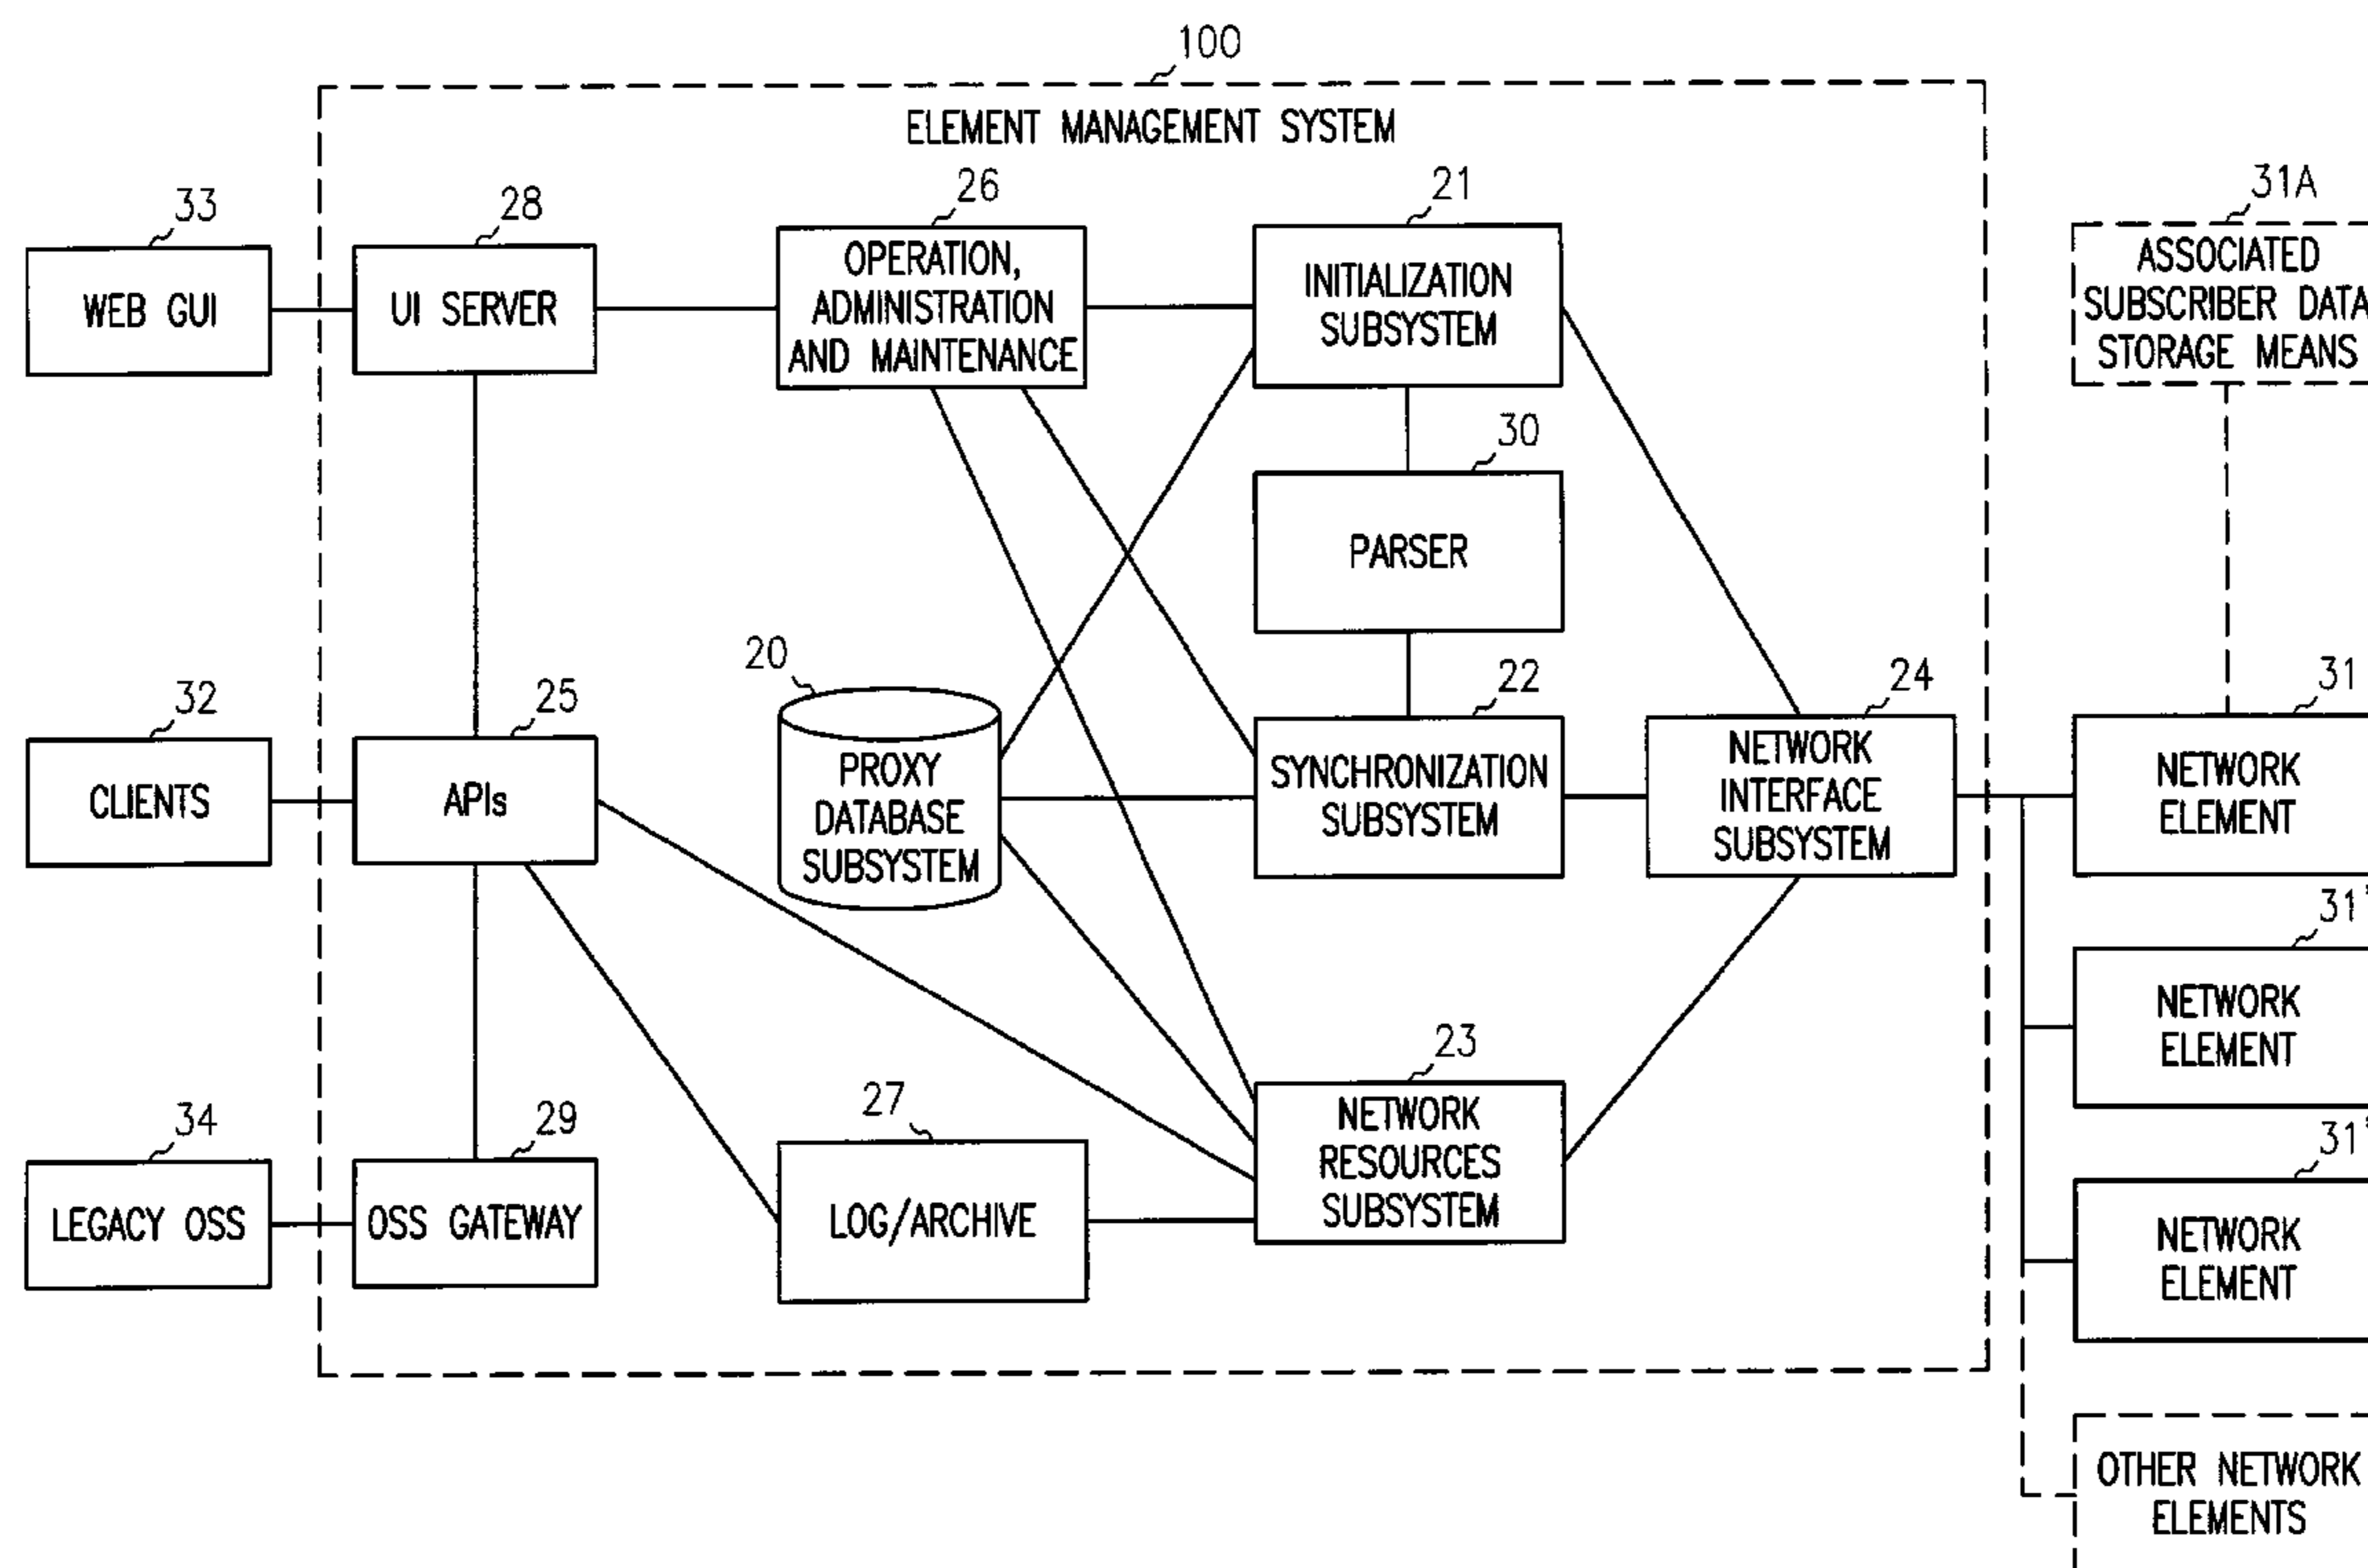 100
ELEMENT MANAGEMENT SYSTEM
33
WEB GUI
28
UI SERVER
26
OPERATION,
ADMINISTRATION
AND MAINTENANCE
21
INITIALIZATION
SUBSYSTEM
31A
ASSOCIATED
SUBSCRIBER DATA
STORAGE MEANS
30
PARSER
32
CLIENTS
25
APIs
20
PROXY
DATABASE
SUBSYSTEM
22
SYNCHRONIZATION
SUBSYSTEM
24
NETWORK
INTERFACE
SUBSYSTEM
31
NETWORK
ELEMENT
31'
NETWORK
ELEMENT
34
LEGACY OSS
29
OSS GATEWAY
27
LOG/ARCHIVE
23
NETWORK
RESOURCES
SUBSYSTEM
31'
NETWORK
ELEMENT
OTHER NETWORK
ELEMENTS